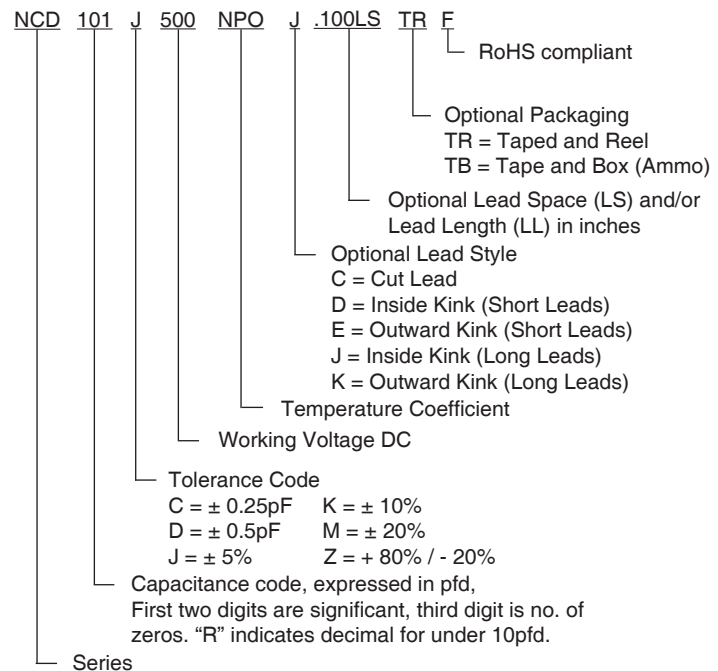 NCD 101 J 500 NPO J .100LS TR F
RoHS compliant
Optional Packaging
TR = Taped and Reel
TB = Tape and Box (Ammo)
Optional Lead Space (LS) and/or
Lead Length (LL) in inches
Optional Lead Style
C = Cut Lead
D = Inside Kink (Short Leads)
E = Outward Kink (Short Leads)
J = Inside Kink (Long Leads)
K = Outward Kink (Long Leads)
Temperature Coefficient
Working Voltage DC
Tolerance Code
C = ± 0.25pF K = ± 10%
D = ± 0.5pF M = ± 20%
J = ± 5% Z = + 80% / - 20%
Capacitance code, expressed in pfd,
First two digits are significant, third digit is no. of
zeros. “R” indicates decimal for under 10pfd.
Series